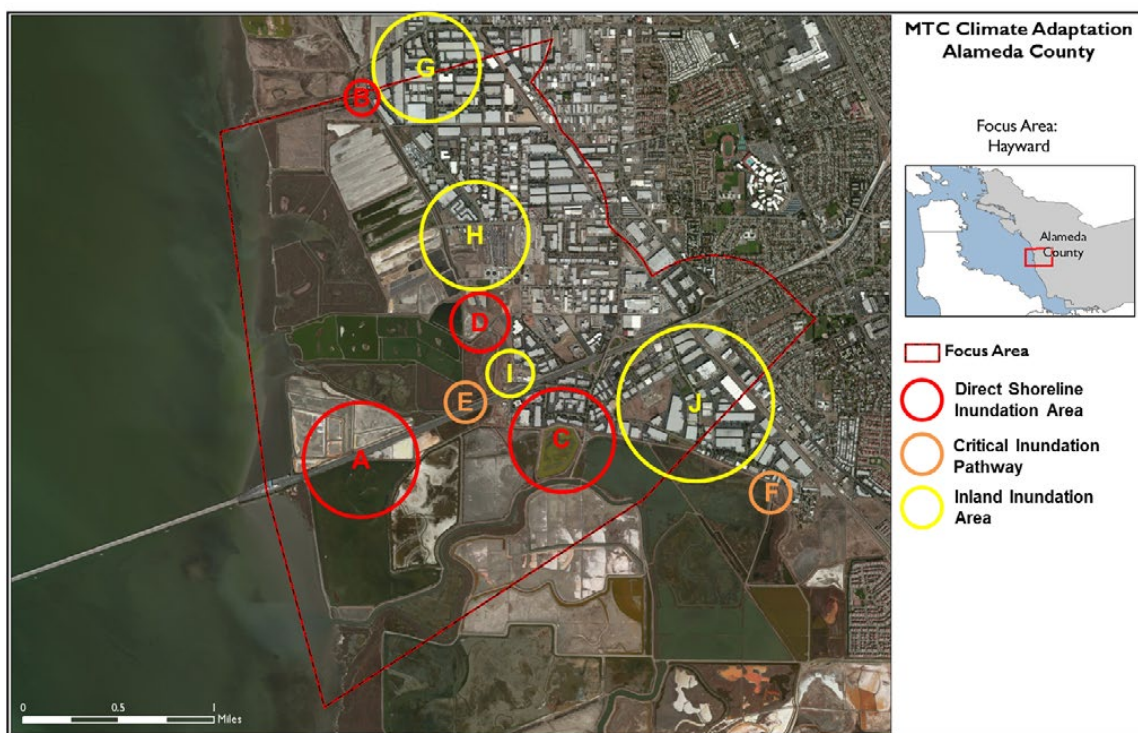 MTC Climate Adaptation
Alameda County
Focus Area:
Hayward
Alameda
County
Focus Area
Direct Shoreline
Inundation Area
Critical Inundation
Pathway
Inland Inundation
Area
G
B
H
D
I
E
A
C
J
F
0 0.5 1
Miles